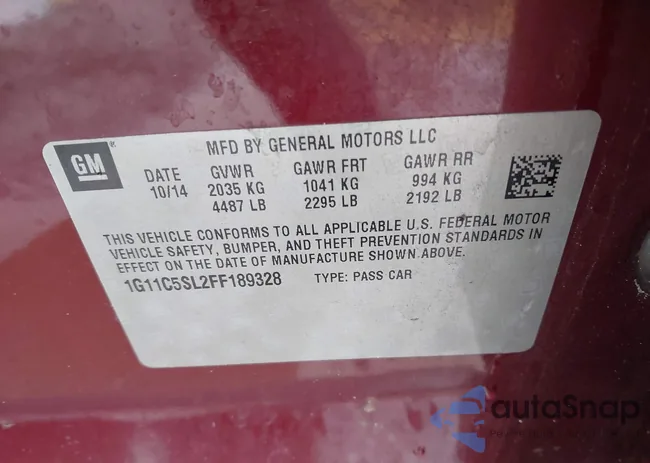 GM
MFD BY GENERAL MOTORS LLC
DATE GVWR GAWR FRT GAWR RR
10/14 2035 KG 1041 KG 994 KG
4487 LB 2295 LB 2192 LB
THIS VEHICLE CONFORMS TO ALL APPLICABLE U.S. FEDERAL MOTOR
VEHICLE SAFETY, BUMPER, AND THEFT PREVENTION STANDARDS IN
EFFECT ON THE DATE OF MANUFACTURE SHOWN ABOVE.
1G11C5SL2FF189328 TYPE: PASS CAR
autoSnap